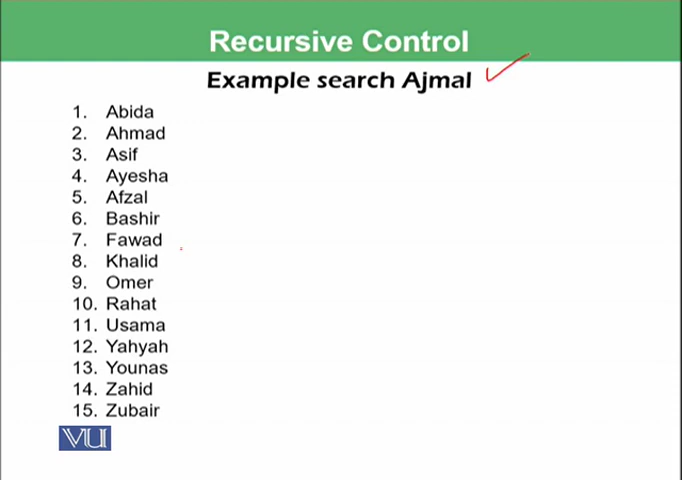 Recursive Control
Example search Ajmal
1. Abida
2. Ahmad
3. Asif
4. Ayesha
5. Afzal
6. Bashir
7. Fawad
8. Khalid
9. Omer
10. Rahat
11. Usama
12. Yahyah
13. Younas
14. Zahid
15. Zubair
VU